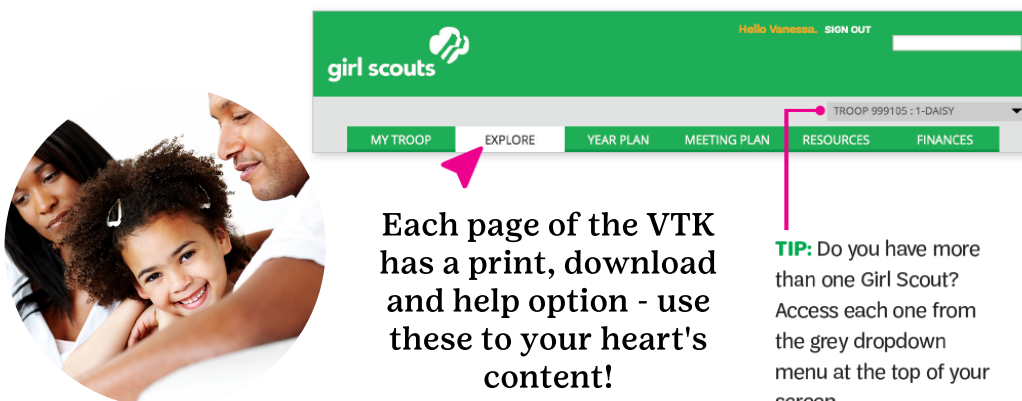 Hello Vanessa. SIGN OUT
girl scouts
TROOP 999105 : 1-DAISY
MY TROOP EXPLORE YEAR PLAN MEETING PLAN RESOURCES FINANCES
Each page of the VTK
has a print, download
and help option - use
these to your heart's
content!
TIP: Do you have more
than one Girl Scout?
Access each one from
the grey dropdown
menu at the top of your
screen